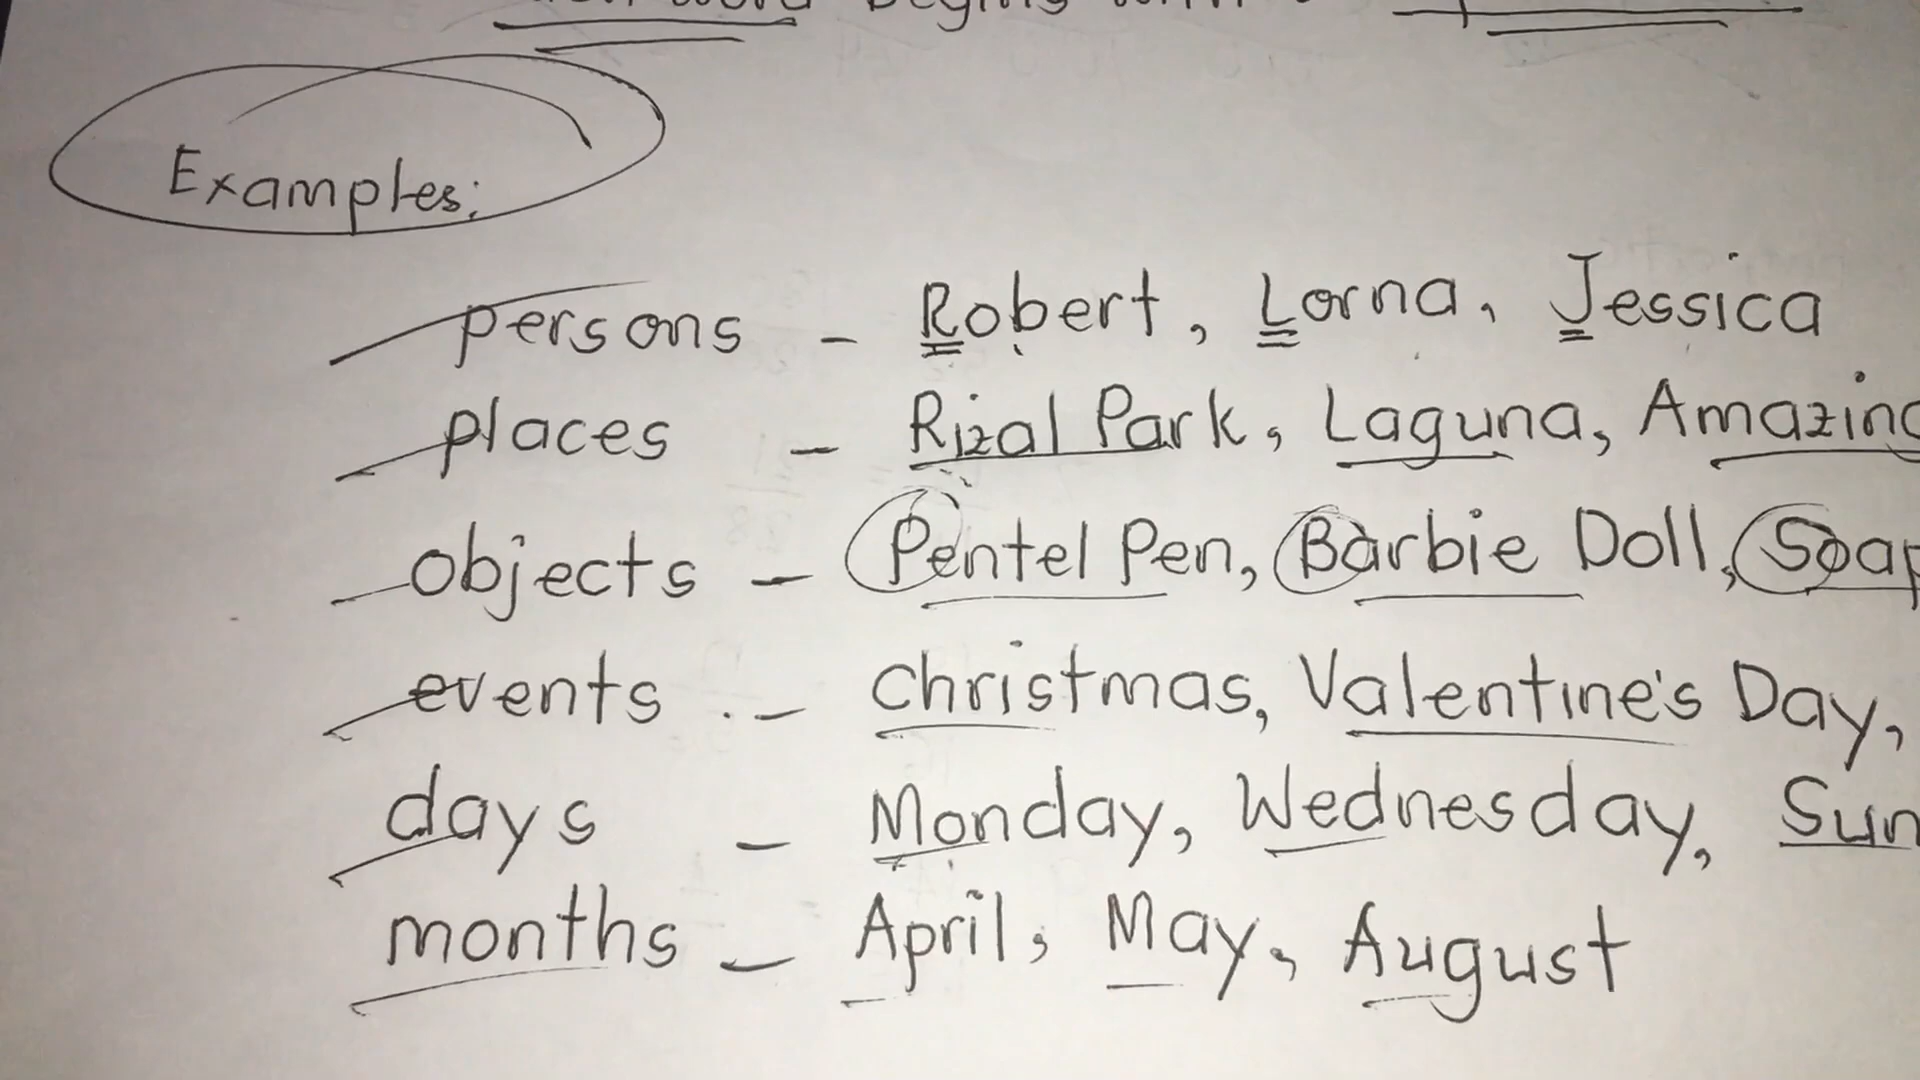 begins
Examples:
persons - Robert, Lorna, Jessica
places - Rizal Park, Laguna, Amazing
objects - Pentel Pen, Barbie Doll, Soap
events - Christmas, Valentine's Day,
days - Monday, Wednesday, Sun
months - April, May, August